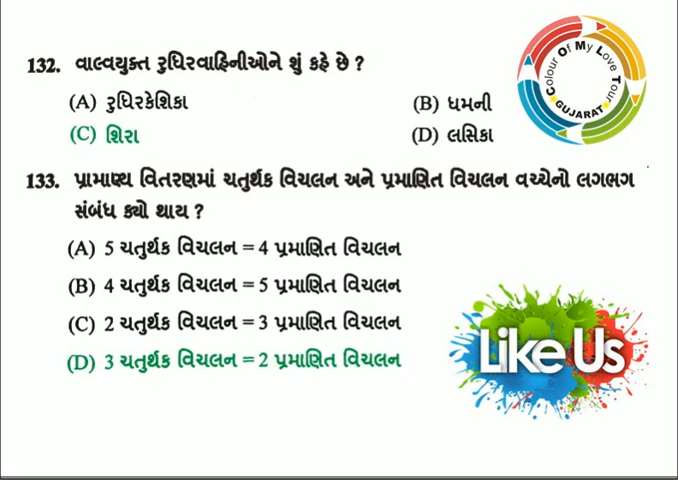 132. વાલ્વયુક્ત રુધિરવાહિનીઓને શું કહે છે ?
(A) રુધિરકેશિકા (B) ધમની
(C) શિરા (D) લસિકા
133. પ્રામાણ્ય વિતરણમાં ચતુર્થક વિચલન અને પ્રમાણિત વિચલન વચ્ચેનો લગભગ
સંબંધ ક્યો થાય ?
(A) 5 ચતુર્થક વિચલન = 4 પ્રમાણિત વિચલન
(B) 4 ચતુર્થક વિચલન = 5 પ્રમાણિત વિચલન
(C) 2 ચતુર્થક વિચલન = 3 પ્રમાણિત વિચલન
(D) 3 ચતુર્થક વિચલન = 2 પ્રમાણિત વિચલન
Colour Of My Love Tour
GUJARAT
Like Us